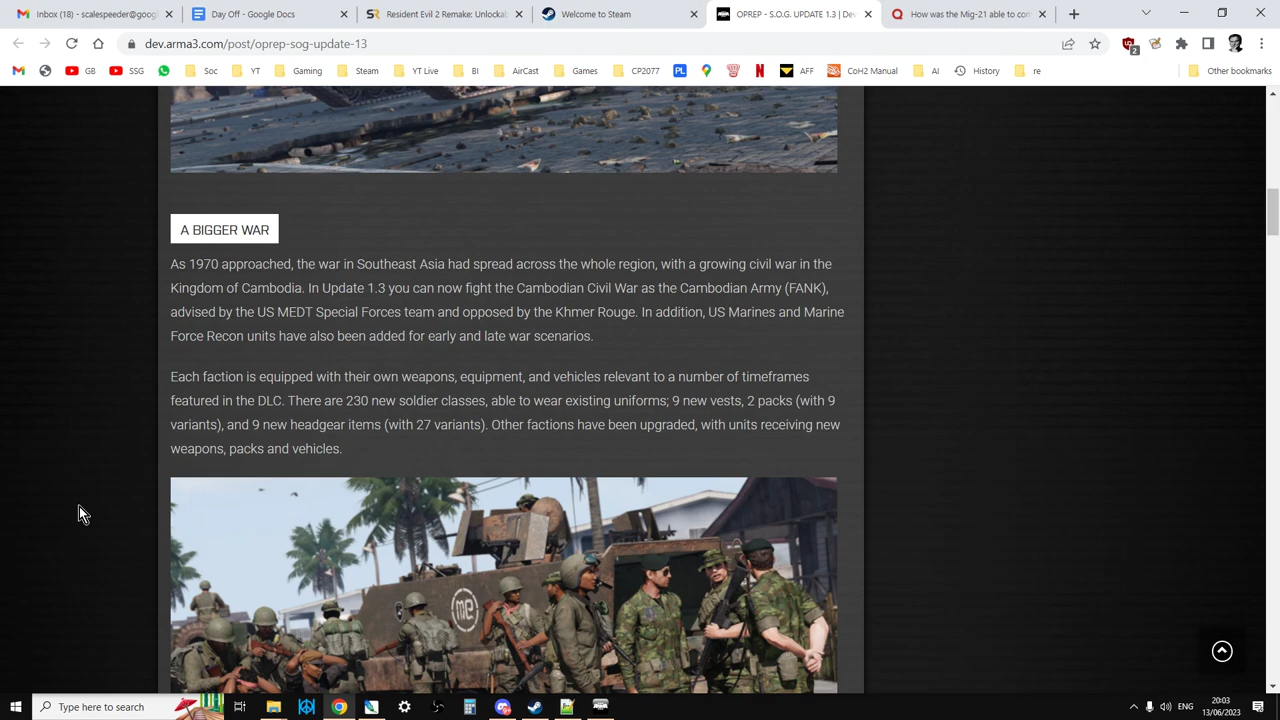 Inbox (18) - scalespeeder@goog
Day Off - Google Docs
Resident Evil 2 Remake: Unlockab
Welcome to Steam
OPREP - S.O.G. UPDATE 1.3 | Dev
How was the Mig-21 able to com
dev.arma3.com/post/oprep-sog-update-13
2
GB
SSG
Soc
YT
Gaming
Steam
YT Live
BI
AirCast
Games
CP2077
PL
AFF
CoH2 Manual
AI
History
re
Other bookmarks
A BIGGER WAR
As 1970 approached, the war in Southeast Asia had spread across the whole region, with a growing civil war in the
Kingdom of Cambodia. In Update 1.3 you can now fight the Cambodian Civil War as the Cambodian Army (FANK),
advised by the US MEDT Special Forces team and opposed by the Khmer Rouge. In addition, US Marines and Marine
Force Recon units have also been added for early and late war scenarios.
Each faction is equipped with their own weapons, equipment, and vehicles relevant to a number of timeframes
featured in the DLC. There are 230 new soldier classes, able to wear existing uniforms; 9 new vests, 2 packs (with 9
variants), and 9 new headgear items (with 27 variants). Other factions have been upgraded, with units receiving new
weapons, packs and vehicles.
Type here to search
ENG
20:03
13/06/2023